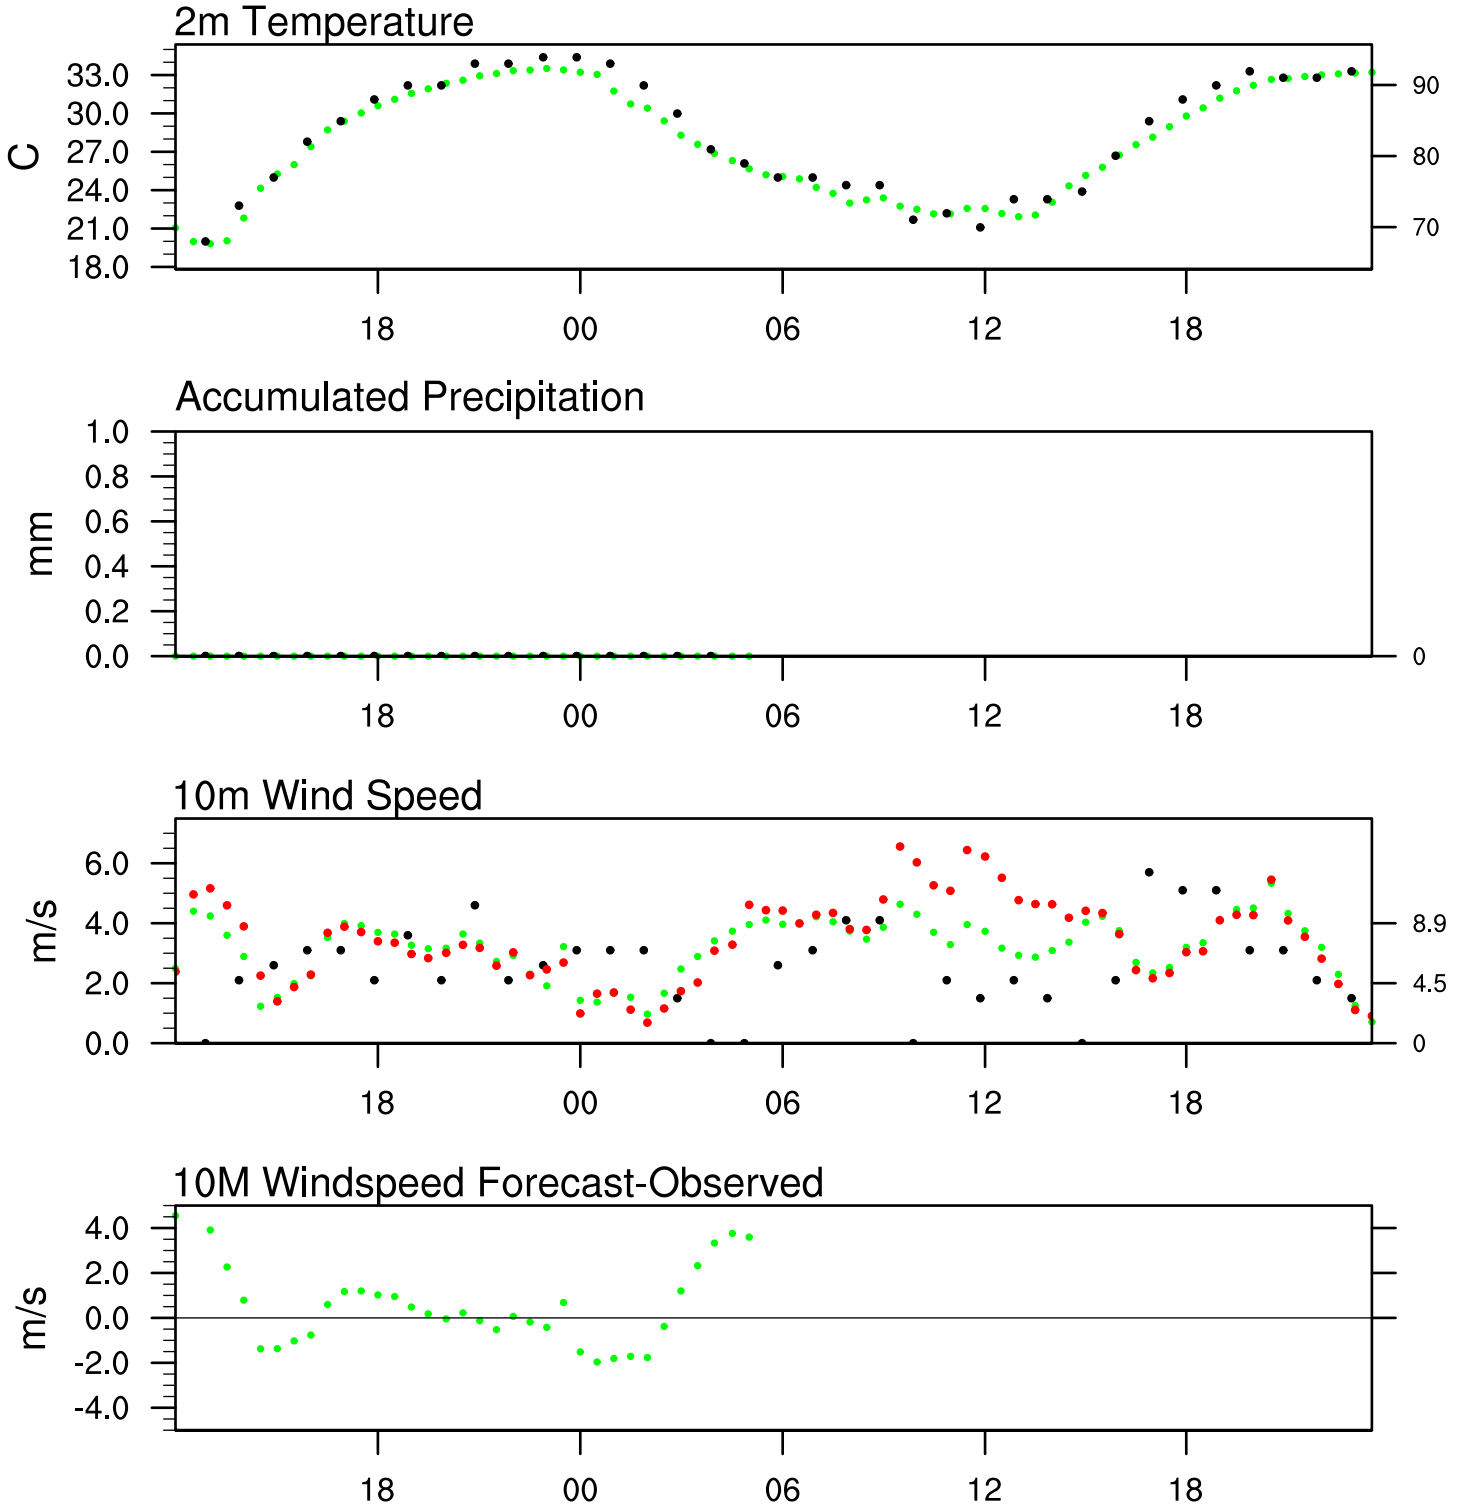 2m Temperature
33.0
30.0
27.0
24.0
21.0
18.0
C
90
80
70
18 00 06 12 18
Accumulated Precipitation
1.0
0.8
0.6
0.4
0.2
0.0
mm
0
18 00 06 12 18
10m Wind Speed
6.0
4.0
2.0
0.0
m/s
8.9
4.5
0
18 00 06 12 18
10M Windspeed Forecast-Observed
4.0
2.0
0.0
-2.0
-4.0
m/s
18 00 06 12 18